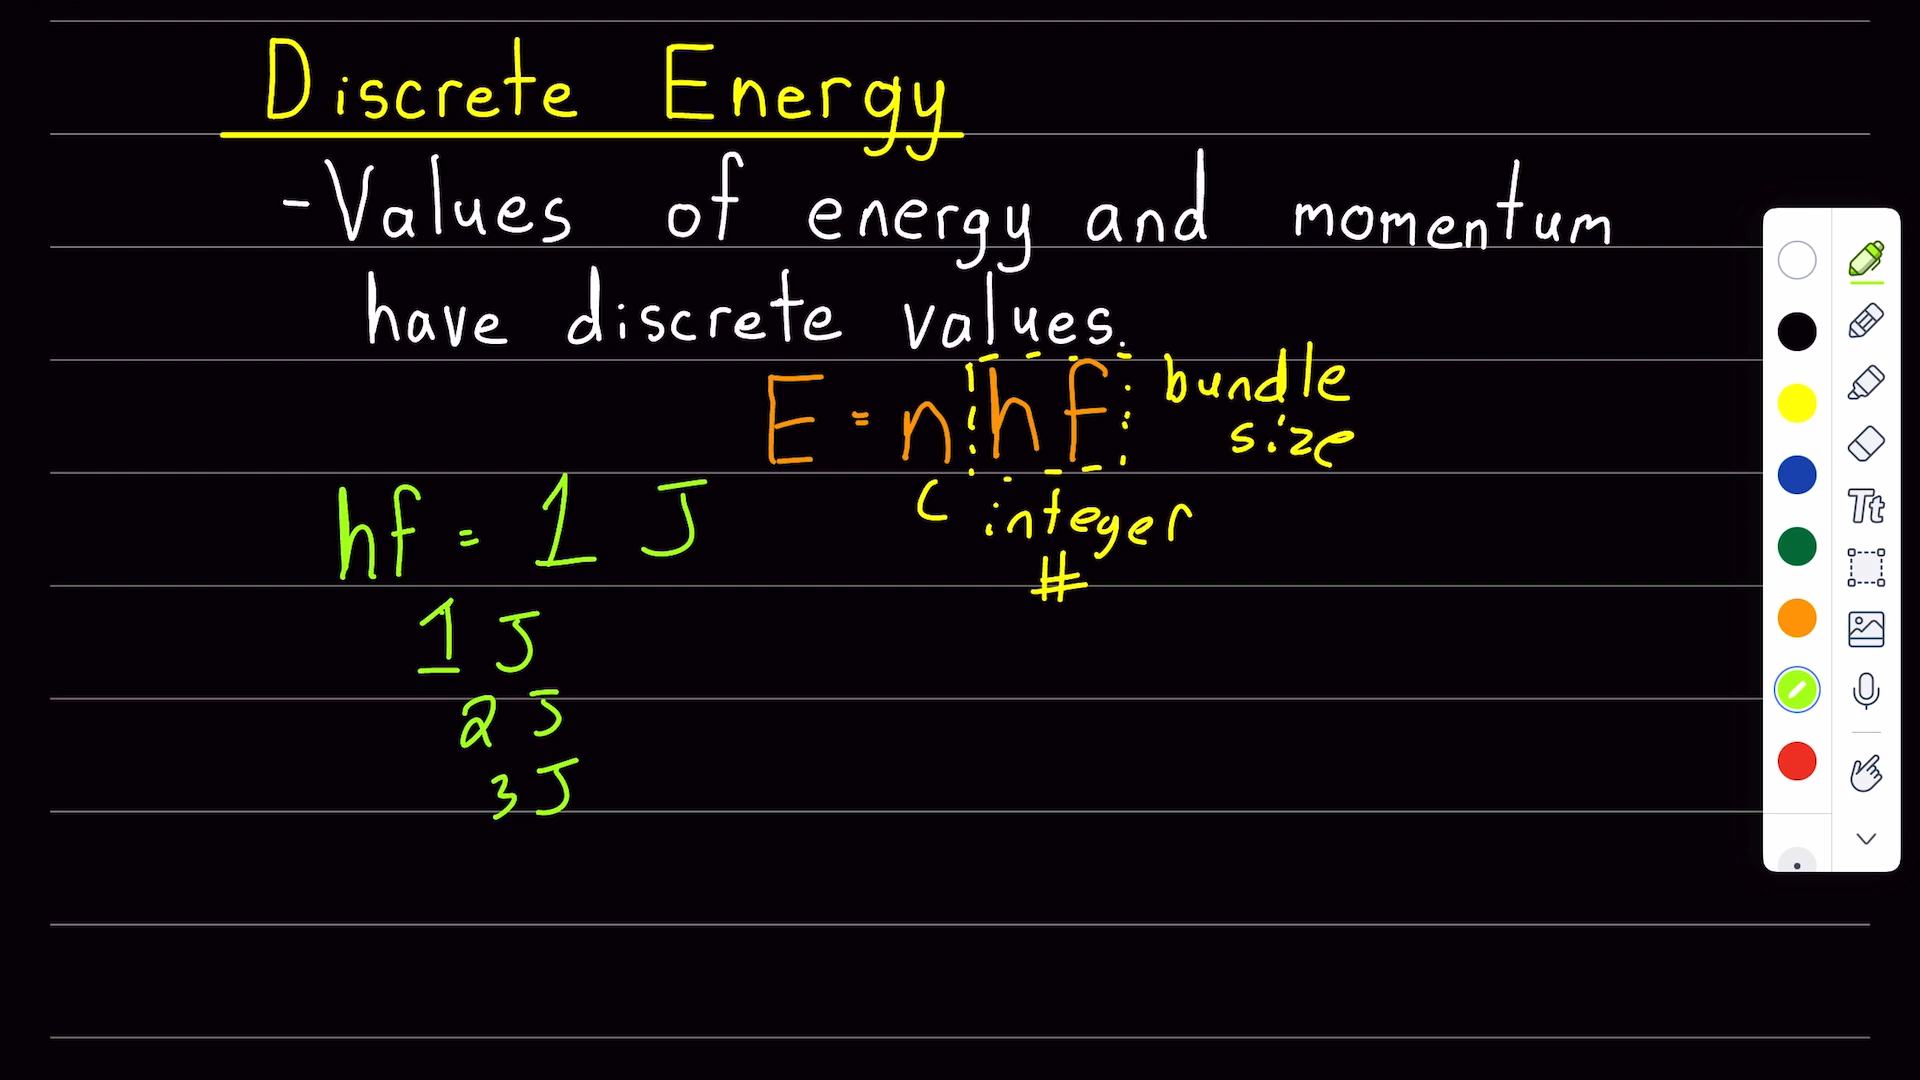 Discrete Energy
-Values of energy and momentum
have discrete values.
E = nhf
bundle
size
integer
#
hf = 1 J
1 J
2 J
3 J
Tt